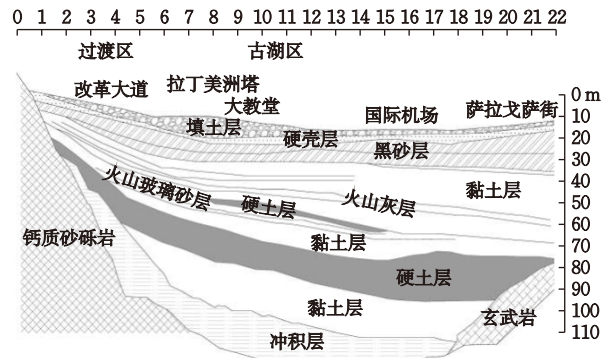 0 1 2 3 4 5 6 7 8 9 10 11 12 13 14 15 16 17 18 19 20 21 22
过渡区 古湖区
改革大道 拉丁美洲塔
大教堂 国际机场 萨拉戈萨街
0 m
10
20
30
40
50
60
70
80
90
100
110
填土层 硬壳层 黑砂层
火山玻璃砂层 硬土层 火山灰层 黏土层
钙质砂砾岩 黏土层
硬土层
黏土层 玄武岩
冲积层